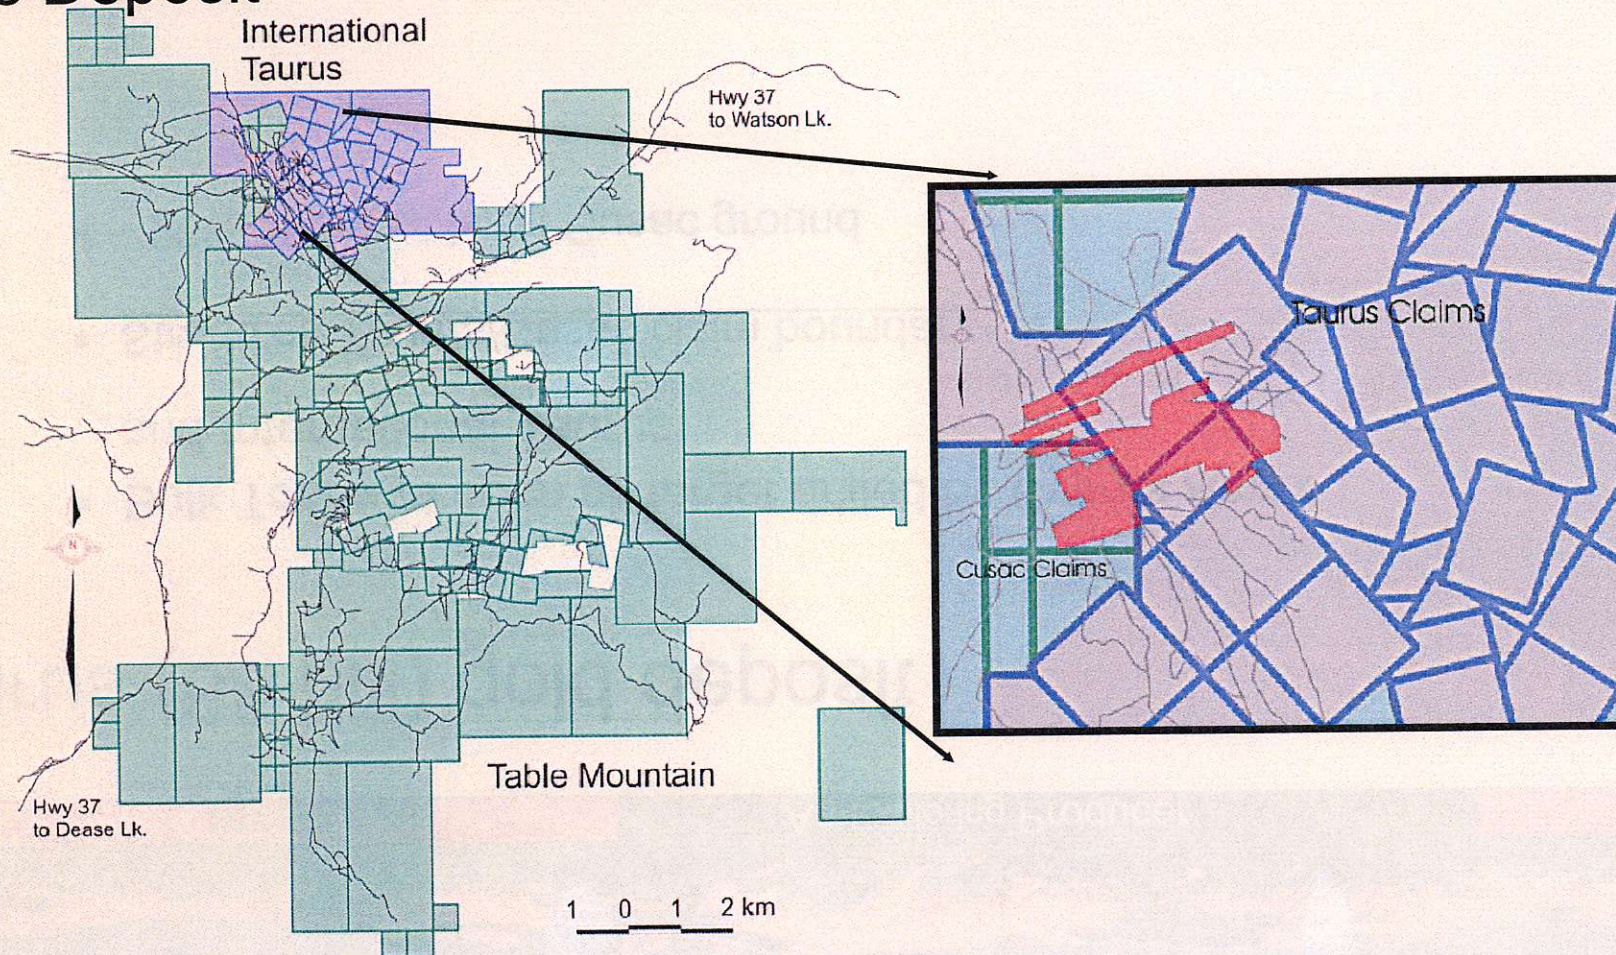 Deposit
International
Taurus
Hwy 37
to Watson Lk.
Taurus Claims
Cusac Claims
N
Table Mountain
Hwy 37
to Dease Lk.
1 0 1 2 km